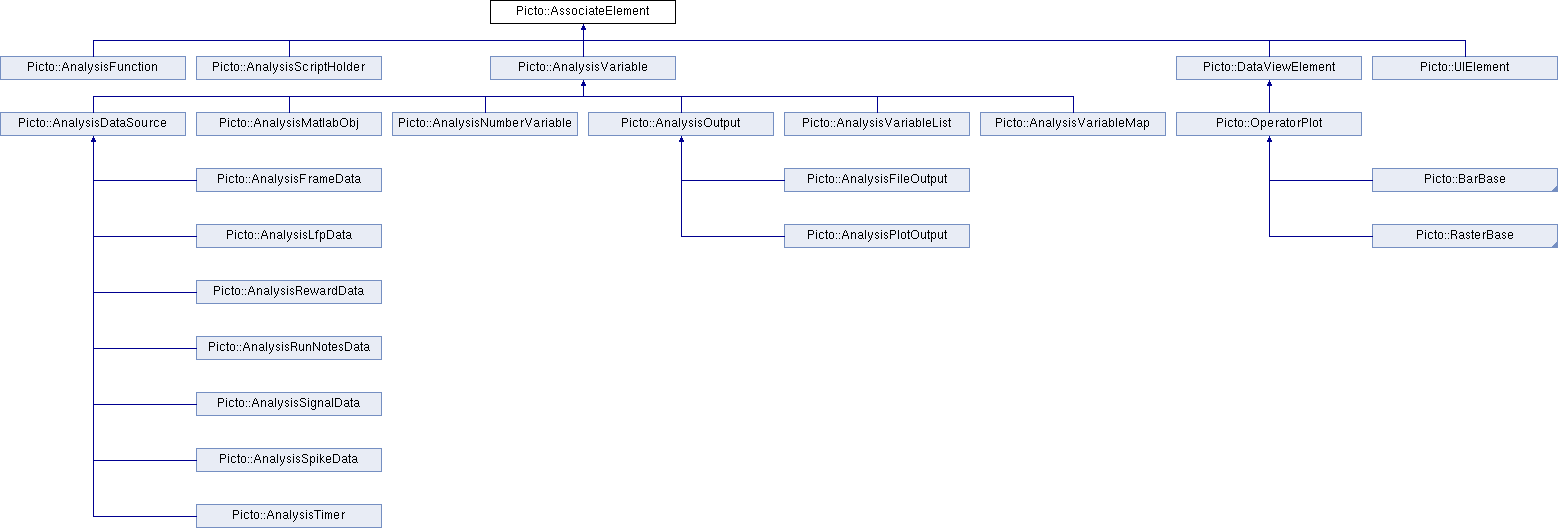 Picto::AssociateElement
Picto::AnalysisFunction
Picto::AnalysisScriptHolder
Picto::AnalysisVariable
Picto::DataViewElement
Picto::UIElement
Picto::AnalysisDataSource
Picto::AnalysisMatlabObj
Picto::AnalysisNumberVariable
Picto::AnalysisOutput
Picto::AnalysisVariableList
Picto::AnalysisVariableMap
Picto::OperatorPlot
Picto::AnalysisFrameData
Picto::AnalysisFileOutput
Picto::BarBase
Picto::AnalysisLfpData
Picto::AnalysisPlotOutput
Picto::RasterBase
Picto::AnalysisRewardData
Picto::AnalysisRunNotesData
Picto::AnalysisSignalData
Picto::AnalysisSpikeData
Picto::AnalysisTimer